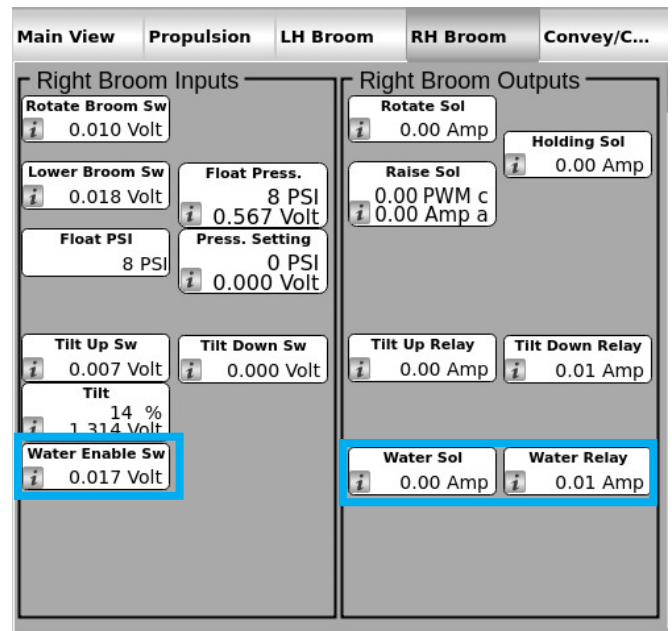 Main View Propulsion LH Broom RH Broom Convey/C...
Right Broom Inputs
Rotate Broom Sw
i 0.010 Volt
Lower Broom Sw
i 0.018 Volt
Float Press.
8 PSI
i 0.567 Volt
Float PSI
8 PSI
Press. Setting
0 PSI
i 0.000 Volt
Tilt Up Sw
i 0.007 Volt
Tilt Down Sw
i 0.000 Volt
Tilt
14 %
i 1.314 Volt
Water Enable Sw
i 0.017 Volt
Right Broom Outputs
Rotate Sol
i 0.00 Amp
Holding Sol
i 0.00 Amp
Raise Sol
0.00 PWM c
i 0.00 Amp a
Tilt Up Relay
i 0.00 Amp
Tilt Down Relay
i 0.01 Amp
Water Sol
i 0.00 Amp
Water Relay
i 0.01 Amp